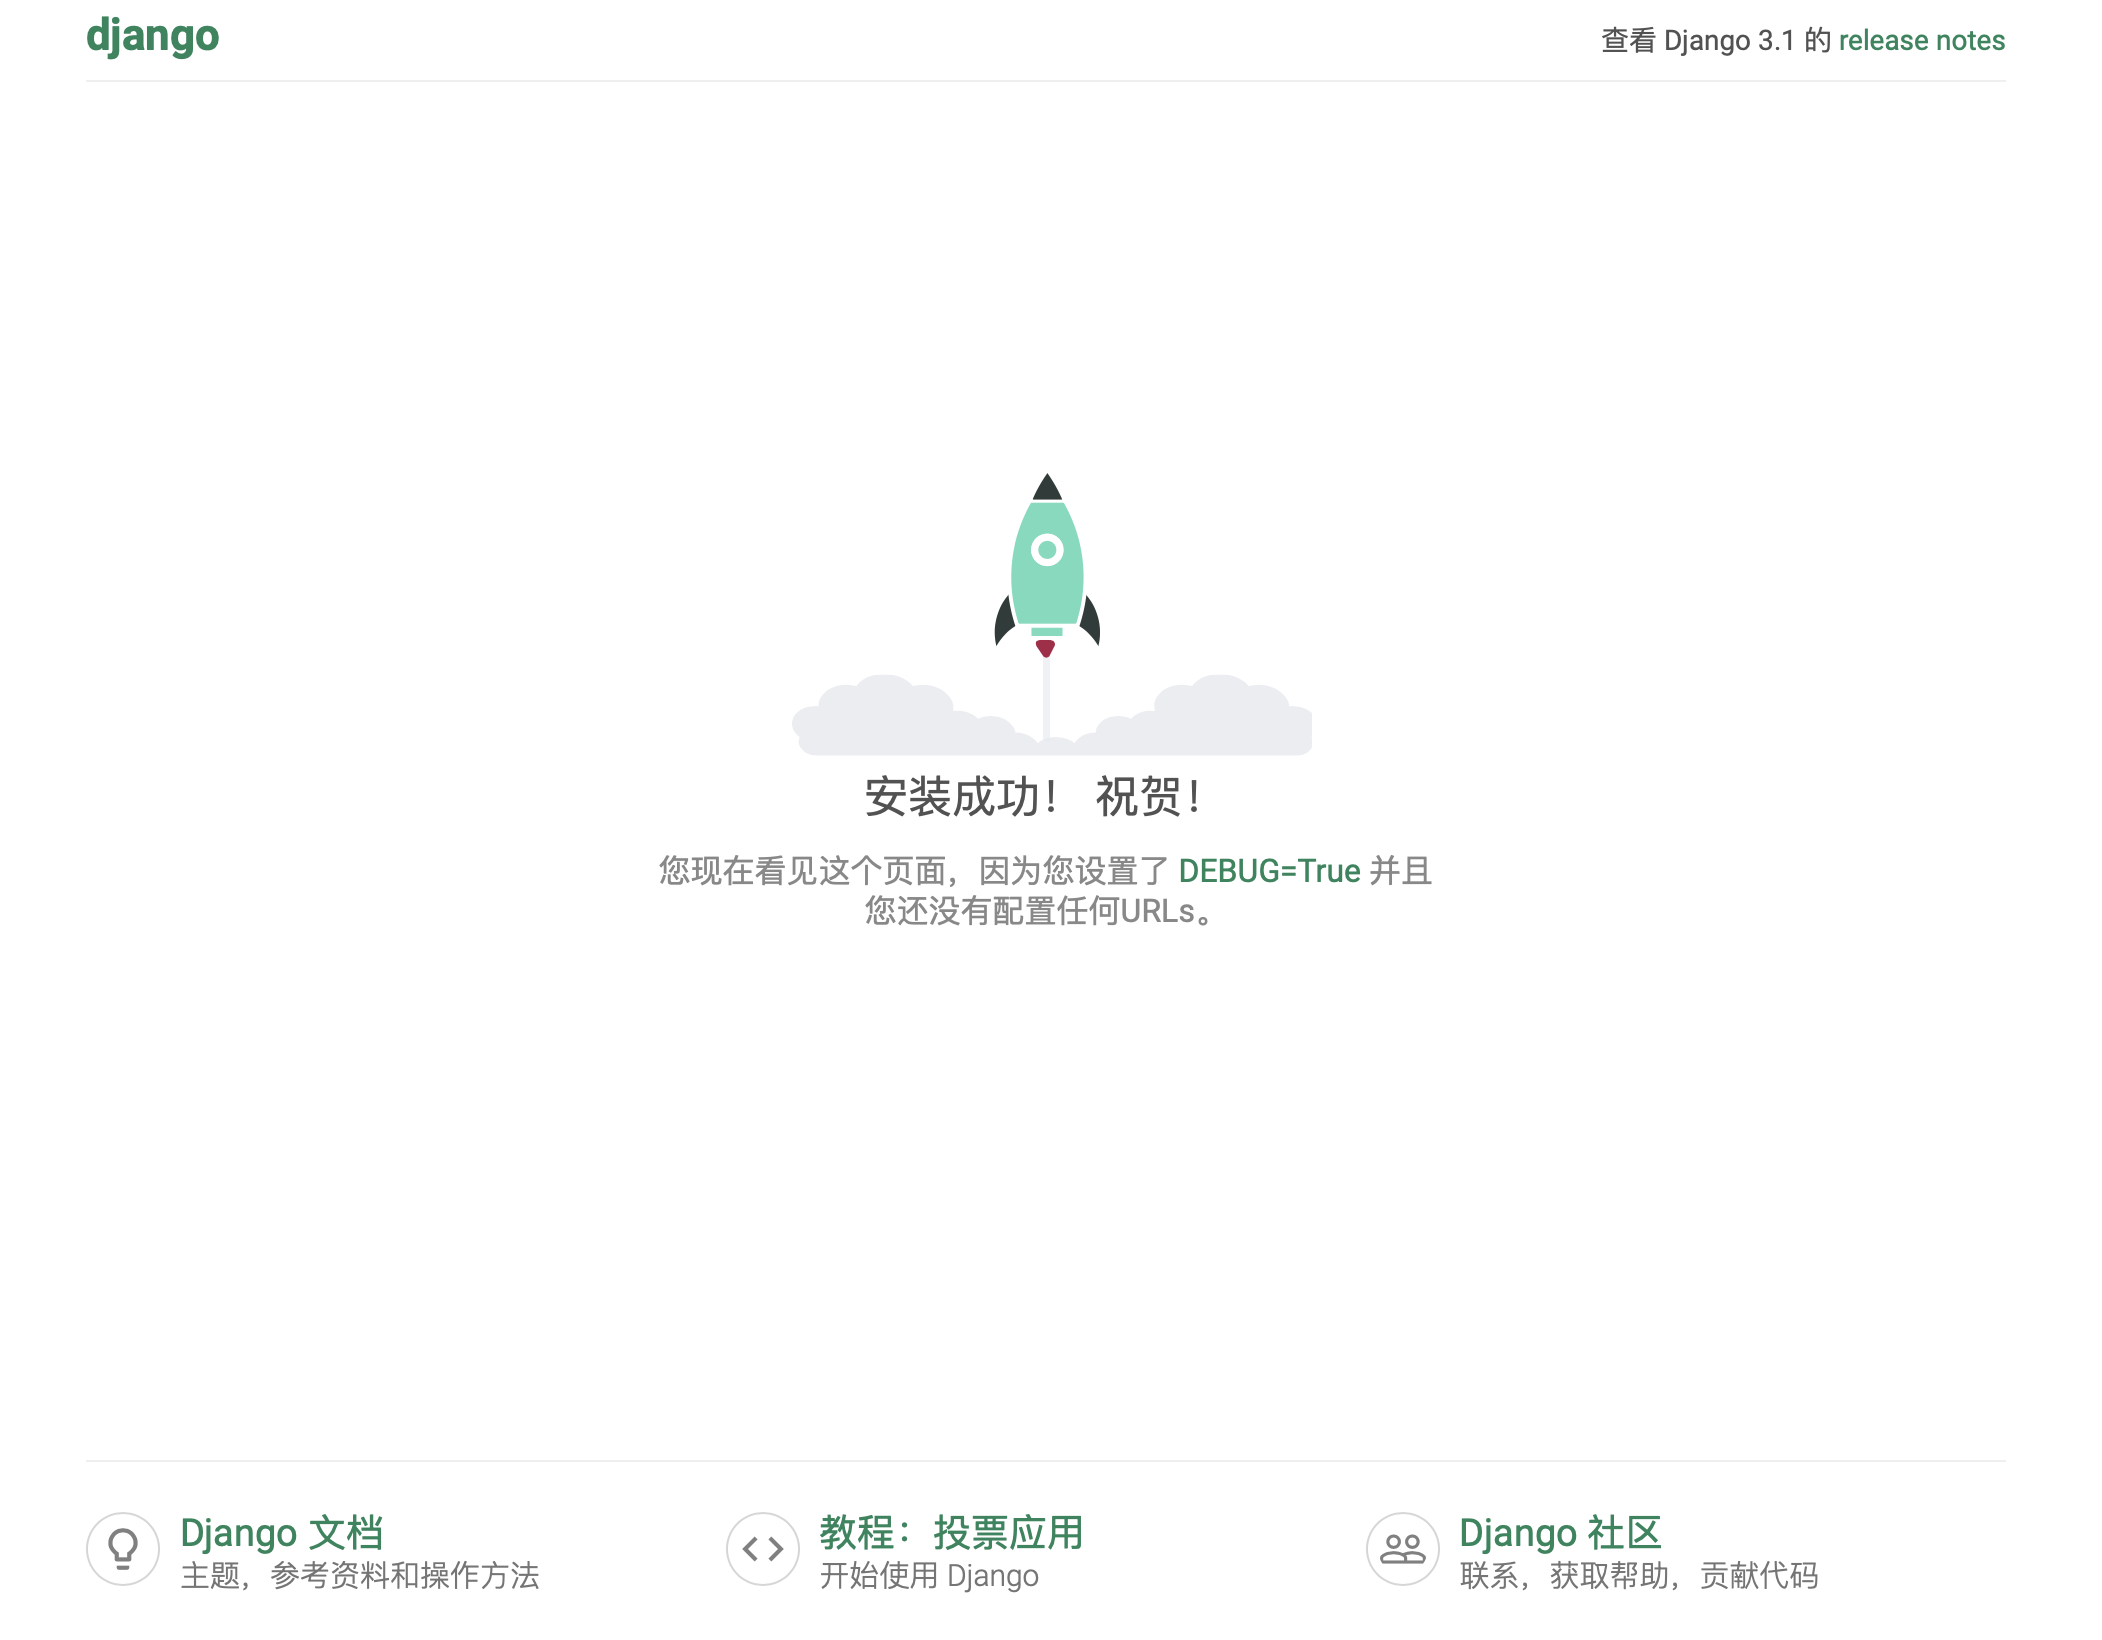 django
查看 Django 3.1 的 release notes
安装成功！ 祝贺！
您现在看见这个页面，因为您设置了 DEBUG=True 并且
您还没有配置任何URLs。
Django 文档
主题，参考资料和操作方法
教程：投票应用
开始使用 Django
Django 社区
联系，获取帮助，贡献代码